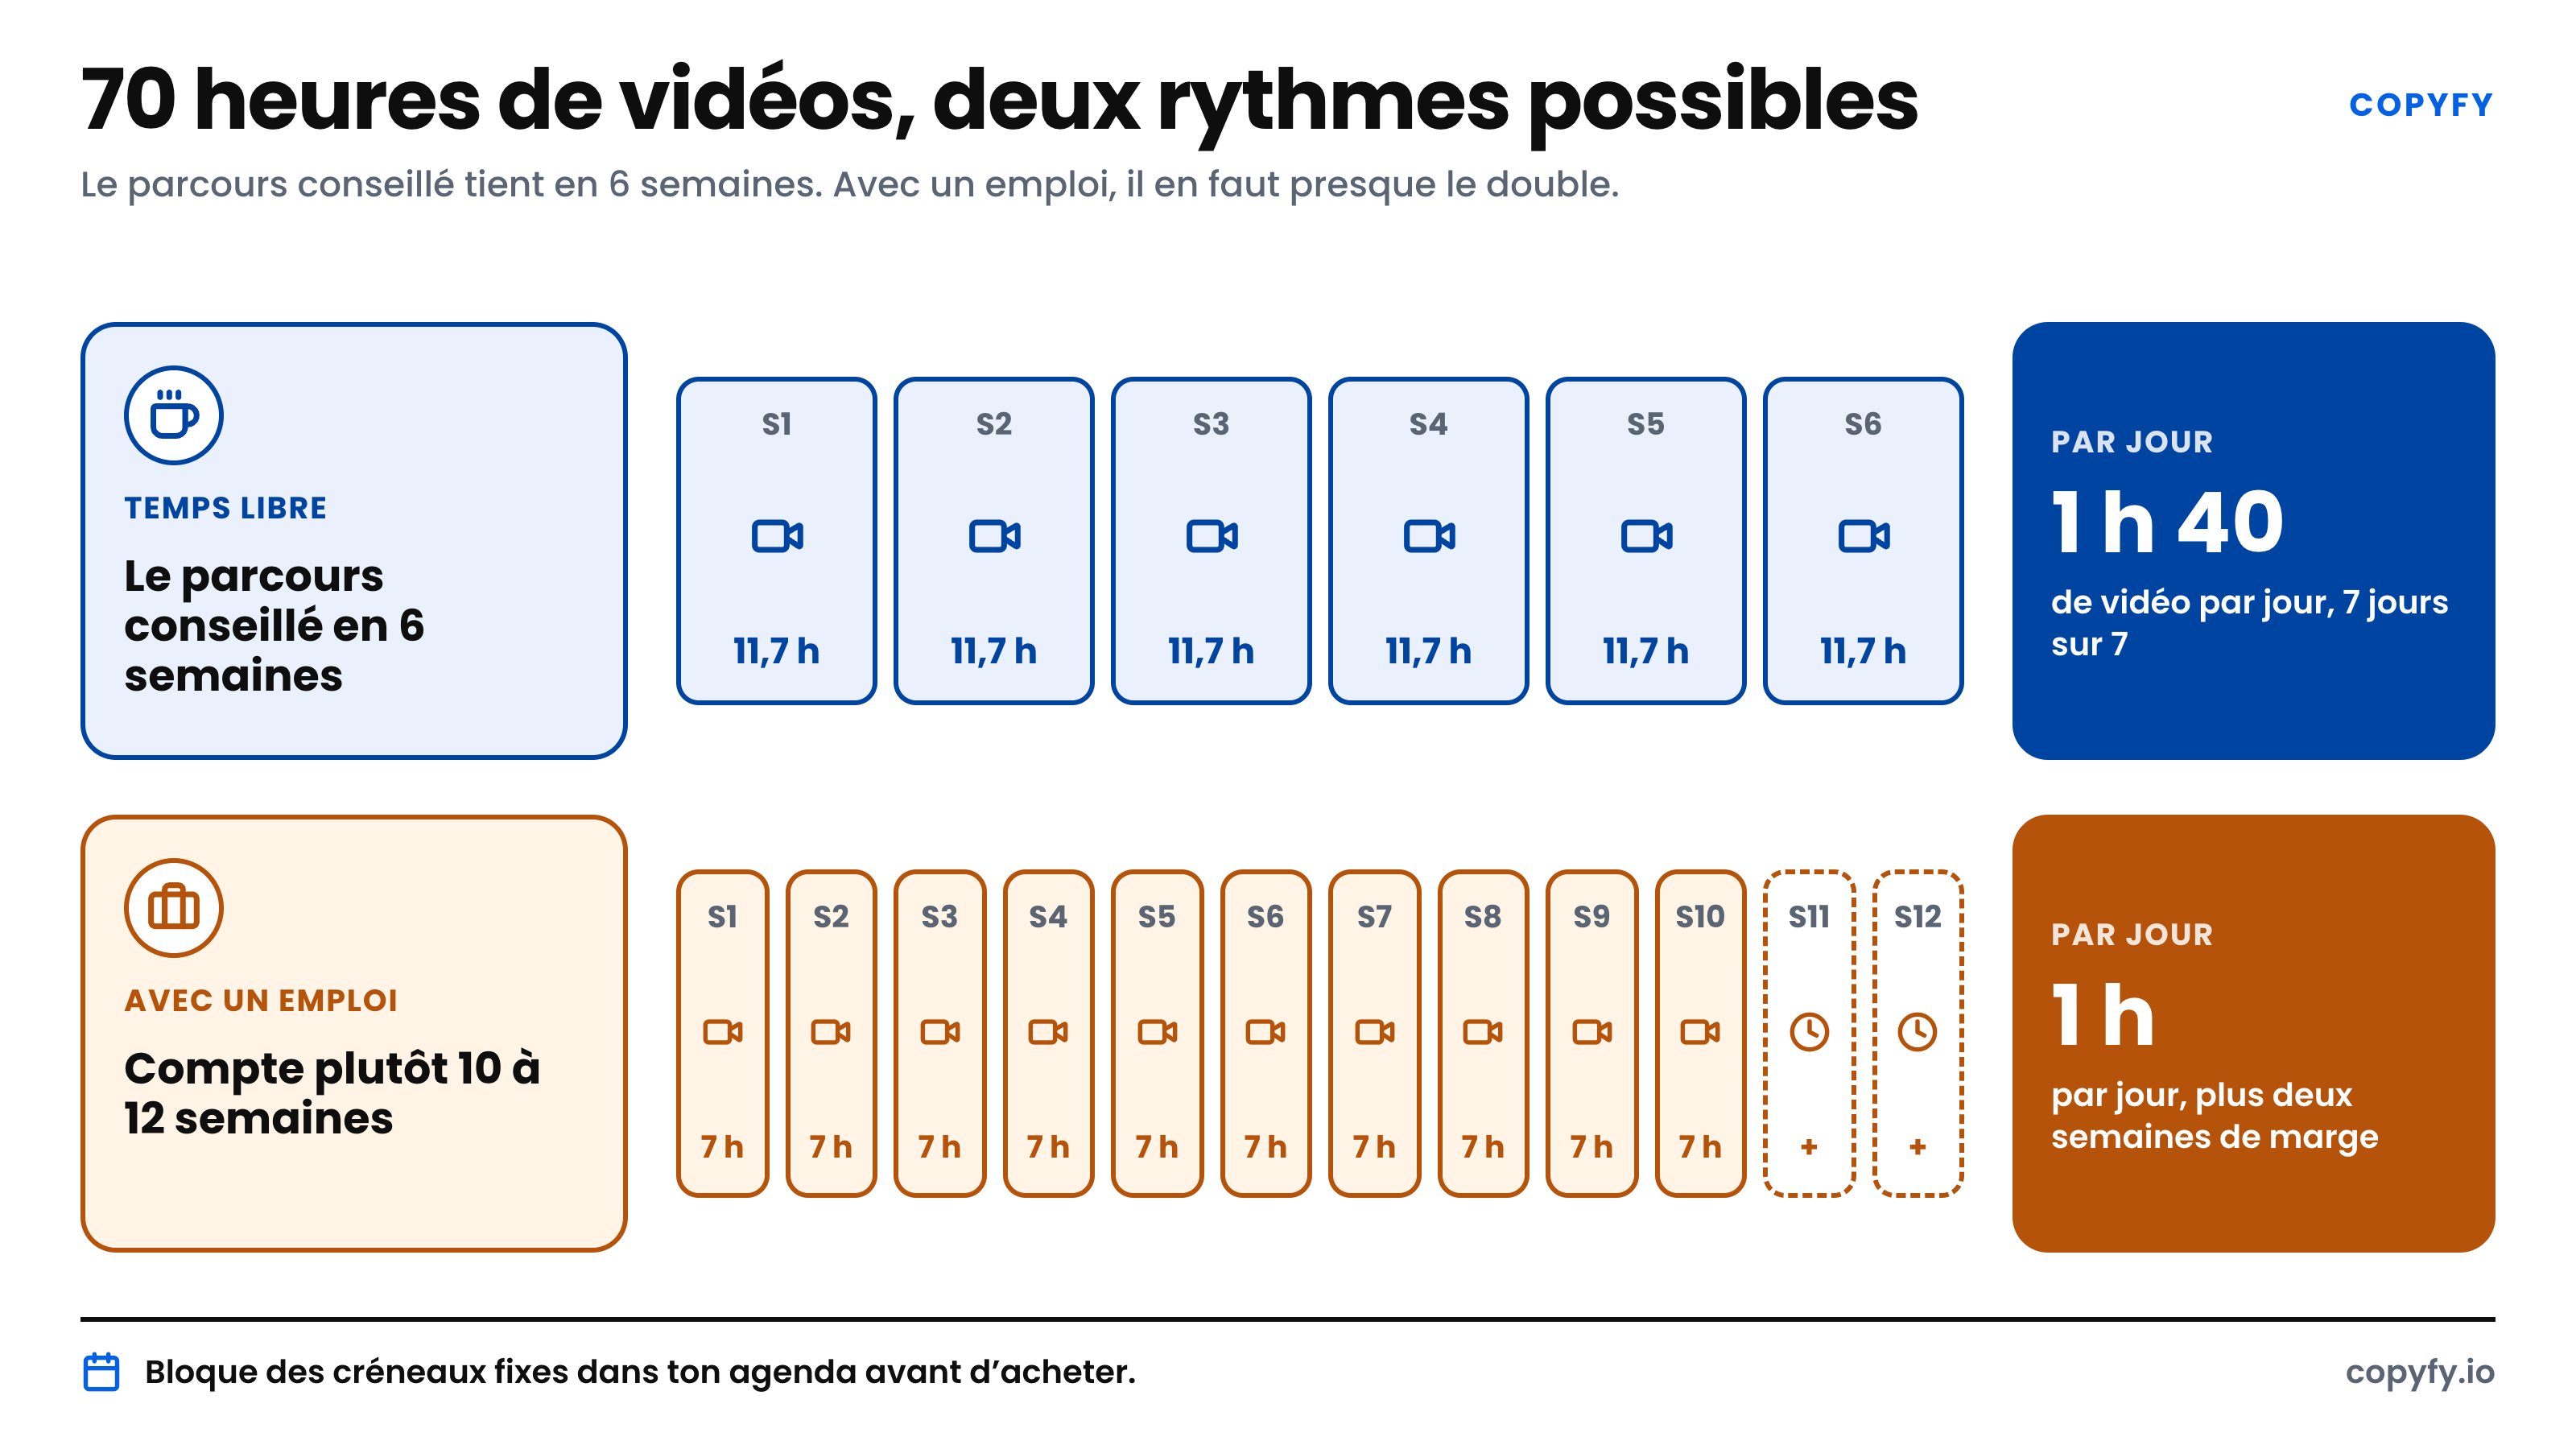 70 heures de vidéos, deux rythmes possibles
COPYFY
Le parcours conseillé tient en 6 semaines. Avec un emploi, il en faut presque le double.
TEMPS LIBRE
Le parcours
conseillé en 6
semaines
S1 S2 S3 S4 S5 S6
11,7 h 11,7 h 11,7 h 11,7 h 11,7 h 11,7 h
PAR JOUR
1 h 40
de vidéo par jour, 7 jours
sur 7
AVEC UN EMPLOI
Compte plutôt 10 à
12 semaines
S1 S2 S3 S4 S5 S6 S7 S8 S9 S10 S11 S12
7 h 7 h 7 h 7 h 7 h 7 h 7 h 7 h 7 h 7 h + +
PAR JOUR
1 h
par jour, plus deux
semaines de marge
Bloque des créneaux fixes dans ton agenda avant d’acheter.
copyfy.io